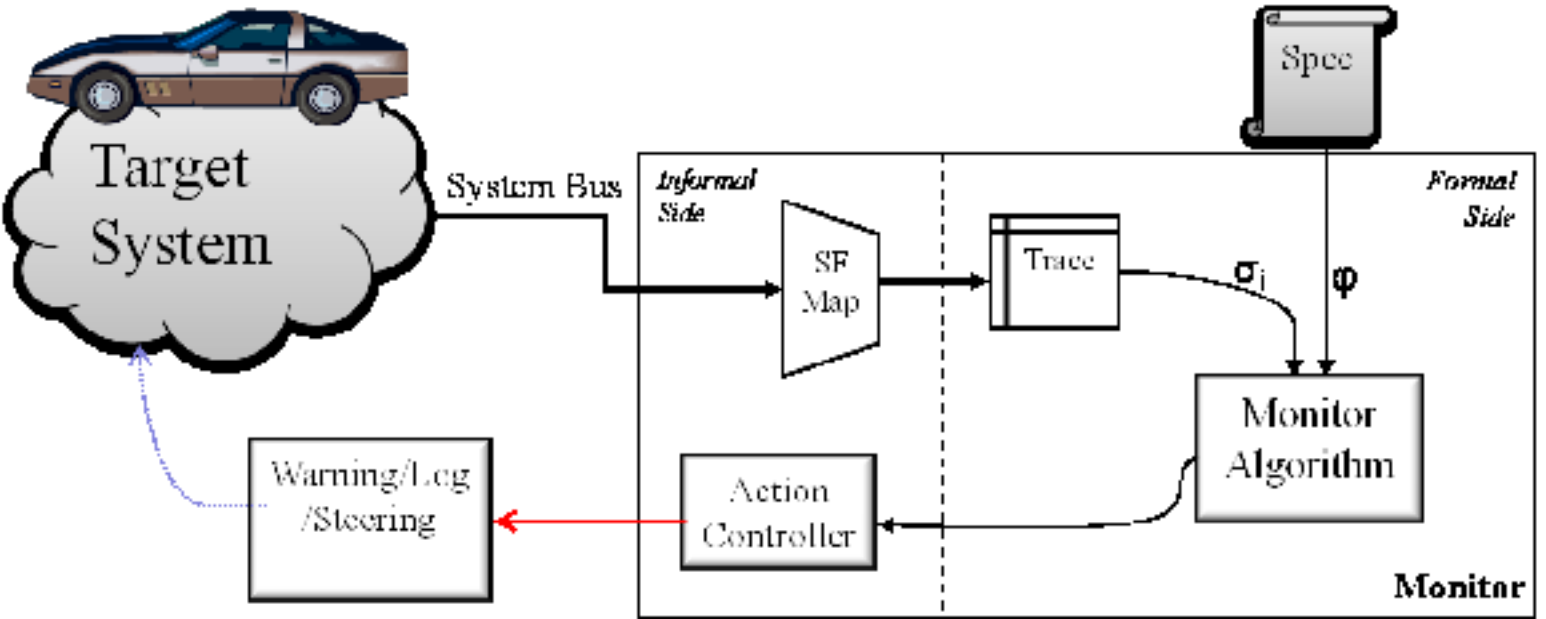 Spec
Target
System
System Bus
Informal
Side
Formal
Side
SF
Map
Trace
σi
φ
Monitor
Algorithm
Warning/Log
/Steering
Action
Controller
Monitor